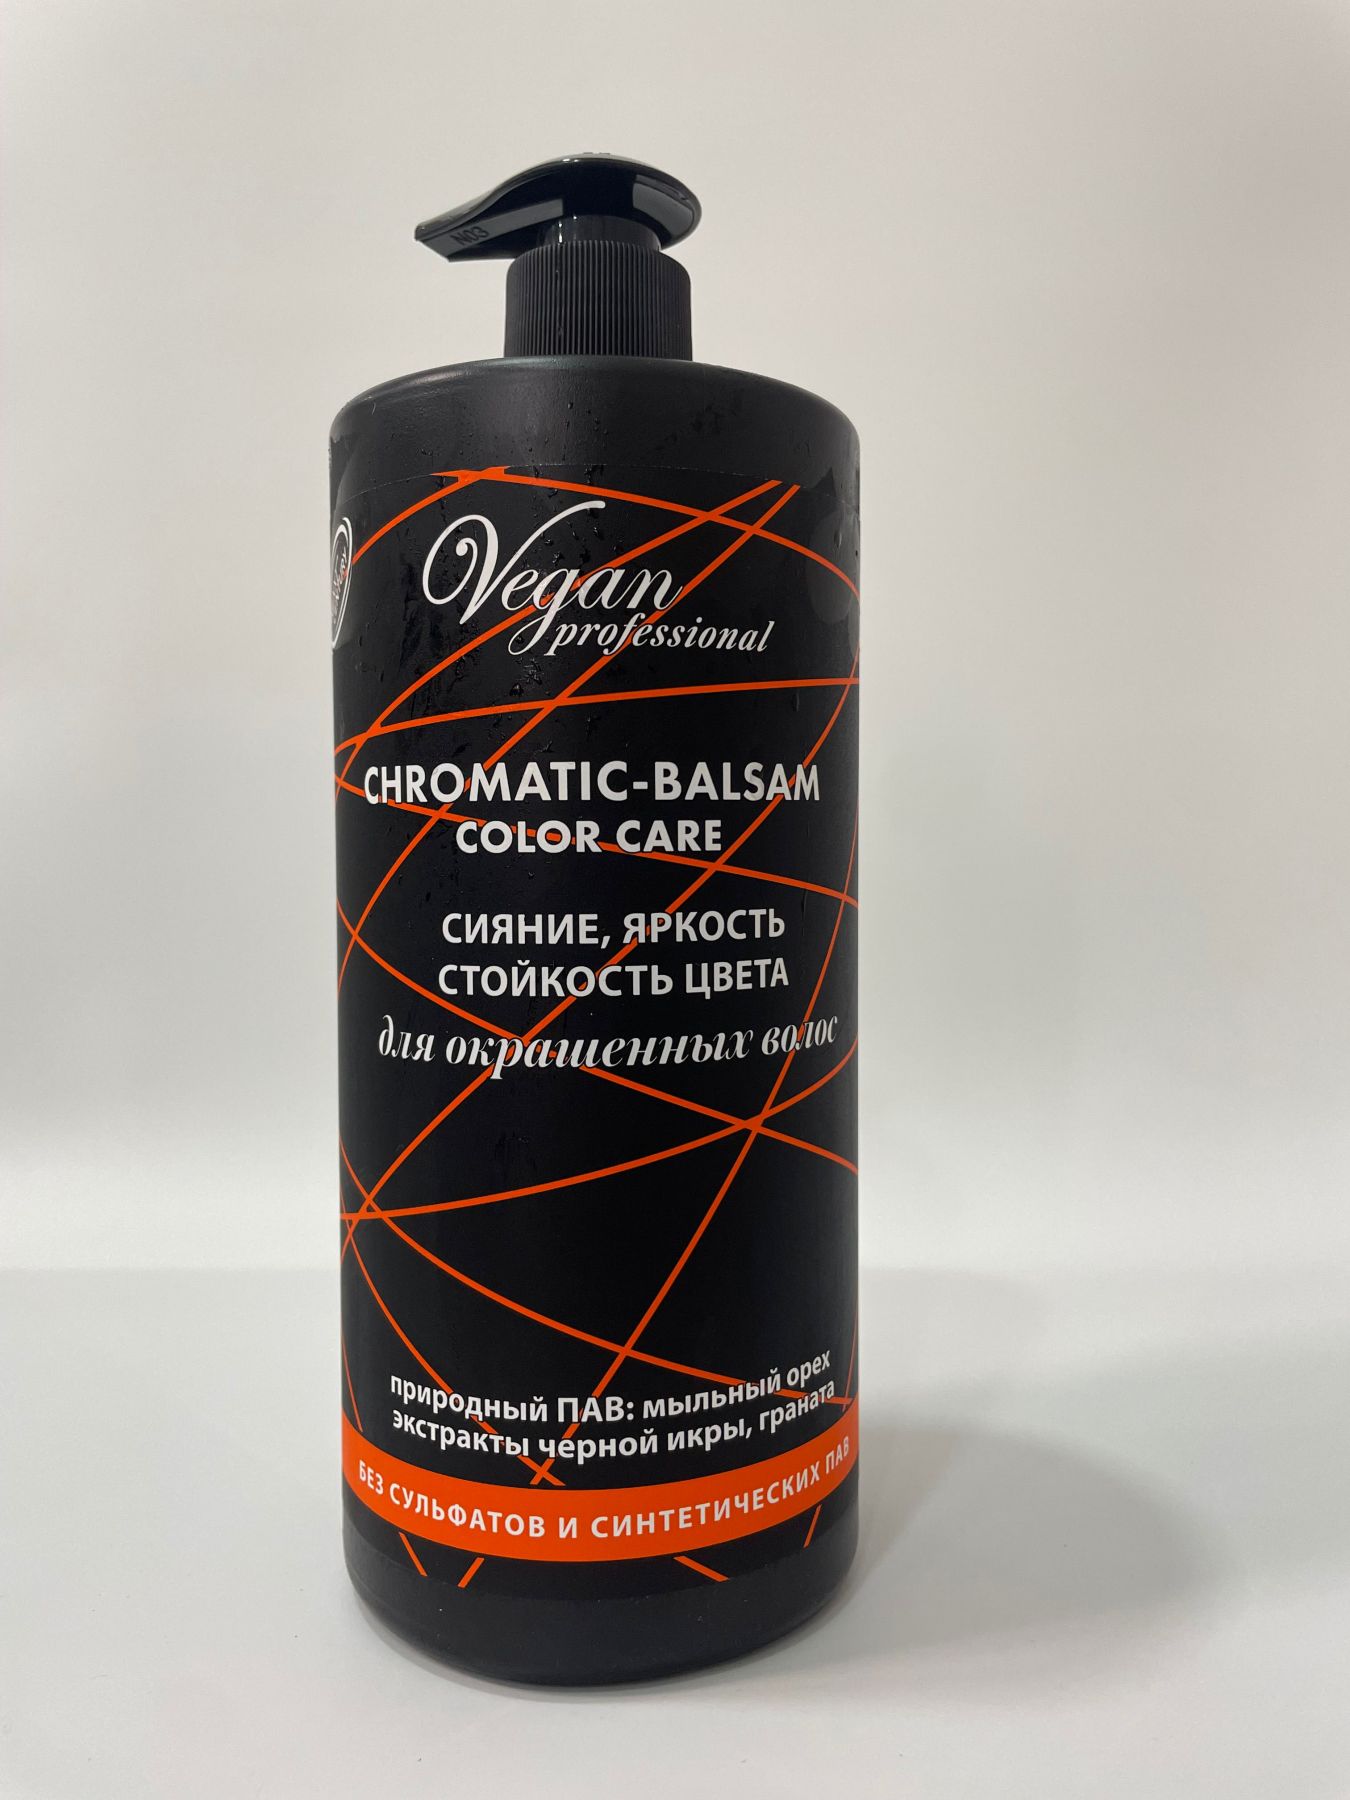 N03
Vegan
professional
CHROMATIC-BALSAM
COLOR CARE
СИЯНИЕ, ЯРКОСТЬ
СТОЙКОСТЬ ЦВЕТА
для окрашенных волос
природный ПАВ: мыльный орех
экстракты черной икры, граната
БЕЗ СУЛЬФАТОВ И СИНТЕТИЧЕСКИХ ПАВ